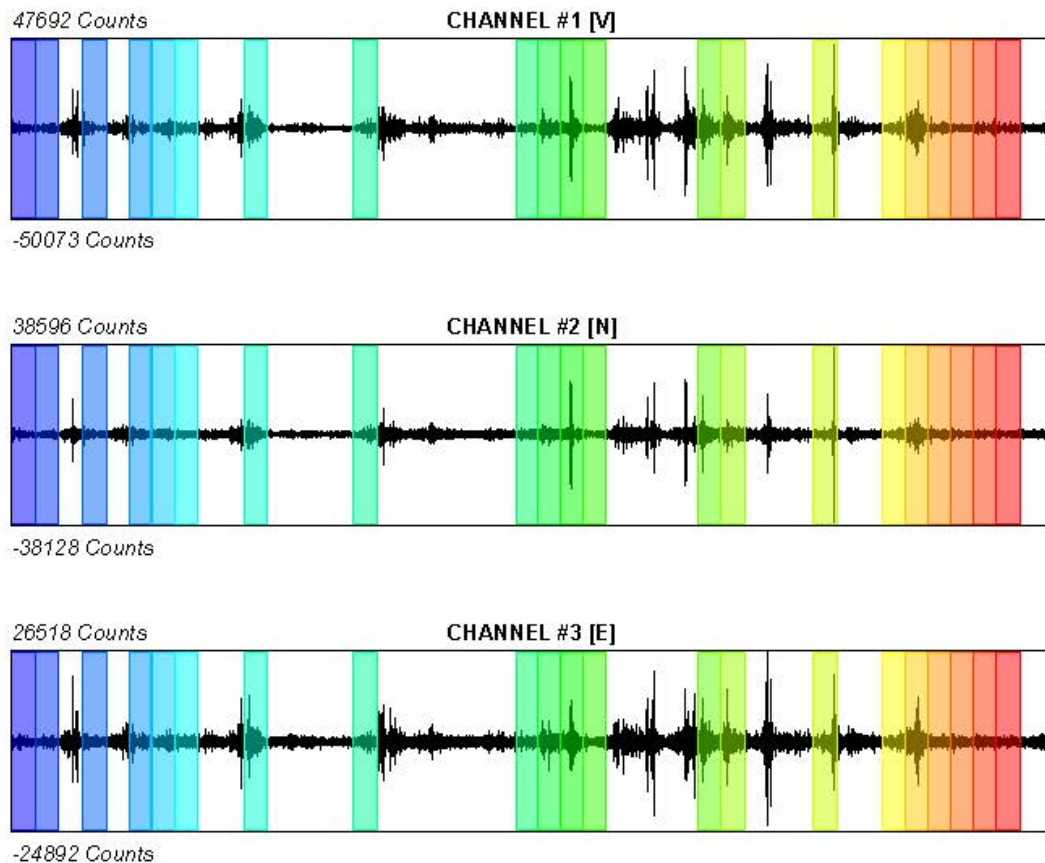 47692 Counts
CHANNEL #1 [V]
-50073 Counts
38596 Counts
CHANNEL #2 [N]
-38128 Counts
26518 Counts
CHANNEL #3 [E]
-24892 Counts